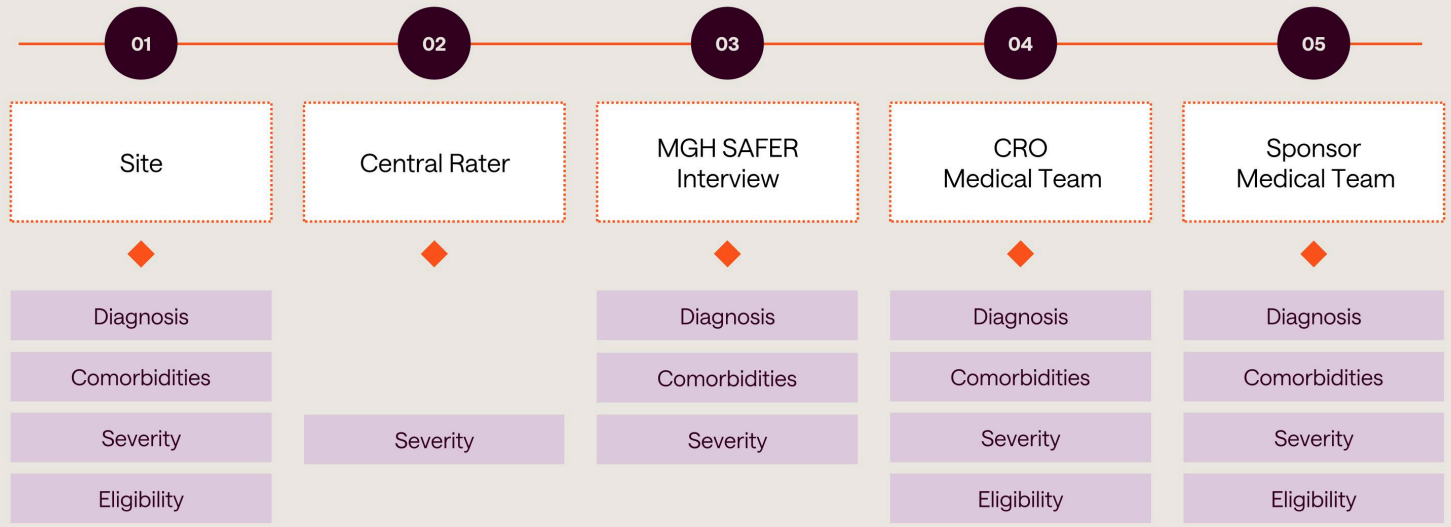 01
02
03
04
05
Site
Central Rater
MGH SAFER
Interview
CRO
Medical Team
Sponsor
Medical Team
Diagnosis
Comorbidities
Severity
Eligibility
Severity
Diagnosis
Comorbidities
Severity
Diagnosis
Comorbidities
Severity
Eligibility
Diagnosis
Comorbidities
Severity
Eligibility